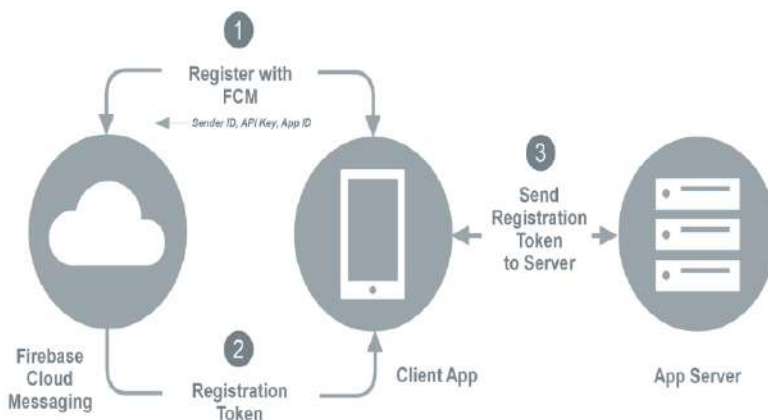 1
Register with
FCM
Sender ID, API Key, App ID
3
Send
Registration
Token
to Server
2
Firebase
Cloud
Messaging
Registration
Token
Client App
App Server